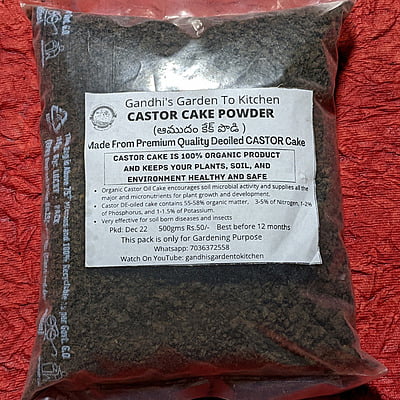 Gandhi's Garden To Kitchen
CASTOR CAKE POWDER
(ఆముదం కేక్ పొడి )
Made From Premium Quality Deoiled CASTOR Cake
CASTOR CAKE IS 100% ORGANIC PRODUCT
AND KEEPS YOUR PLANTS, SOIL, AND
ENVIRONMENT HEALTHY AND SAFE
• Organic Castor Oil Cake encourages soil microbial activity and supplies all the
major and micronutrients for plant growth and development.
• Castor DE-oiled cake contains 55-58% organic matter, 3-5% of Nitrogen, 1-2%
of Phosphorus, and 1-1.5% of Potassium.
• Very effective for soil born diseases and insects
Pkd: Dec 22 500gms Rs.50/- Best before 12 months
This pack is only for Gardening Purpose
Whatsapp: 7036372558
Watch On YouTube: gandhisgardentokitchen